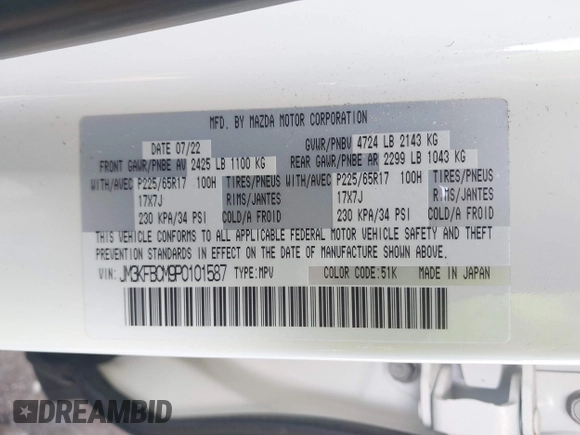 MFD. BY MAZDA MOTOR CORPORATION
DATE 07/22 GVWR/PNBV 4724 LB 2143 KG
FRONT GAWR/PNBE AV 2425 LB 1100 KG REAR GAWR/PNBE AR 2299 LB 1043 KG
WITH/AVEC P225/65R17 100H TIRES/PNEUS WITH/AVEC P225/65R17 100H TIRES/PNEUS
17X7J RIMS/JANTES 17X7J RIMS/JANTES
230 KPA/34 PSI COLD/A FROID 230 KPA/34 PSI COLD/A FROID
THIS VEHICLE CONFORMS TO ALL APPLICABLE FEDERAL MOTOR VEHICLE SAFETY AND THEFT
PREVENTION STANDARDS IN EFFECT ON THE DATE OF MANUFACTURE SHOWN ABOVE.
VIN: JM3KFBCM9P0101587 TYPE:MPV COLOR CODE:51K MADE IN JAPAN
DREAMBID